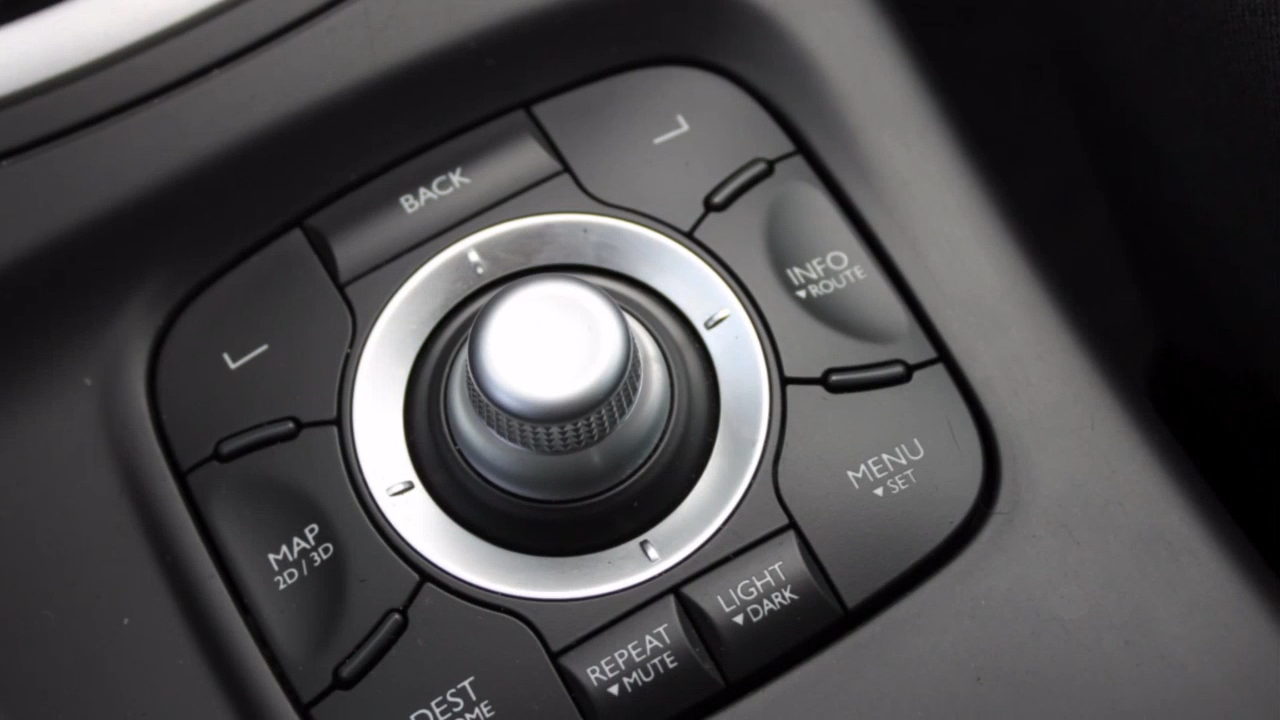 BACK
INFO
▼ROUTE
MENU
▼SET
MAP
2D / 3D
LIGHT
▼DARK
REPEAT
▼MUTE
DEST